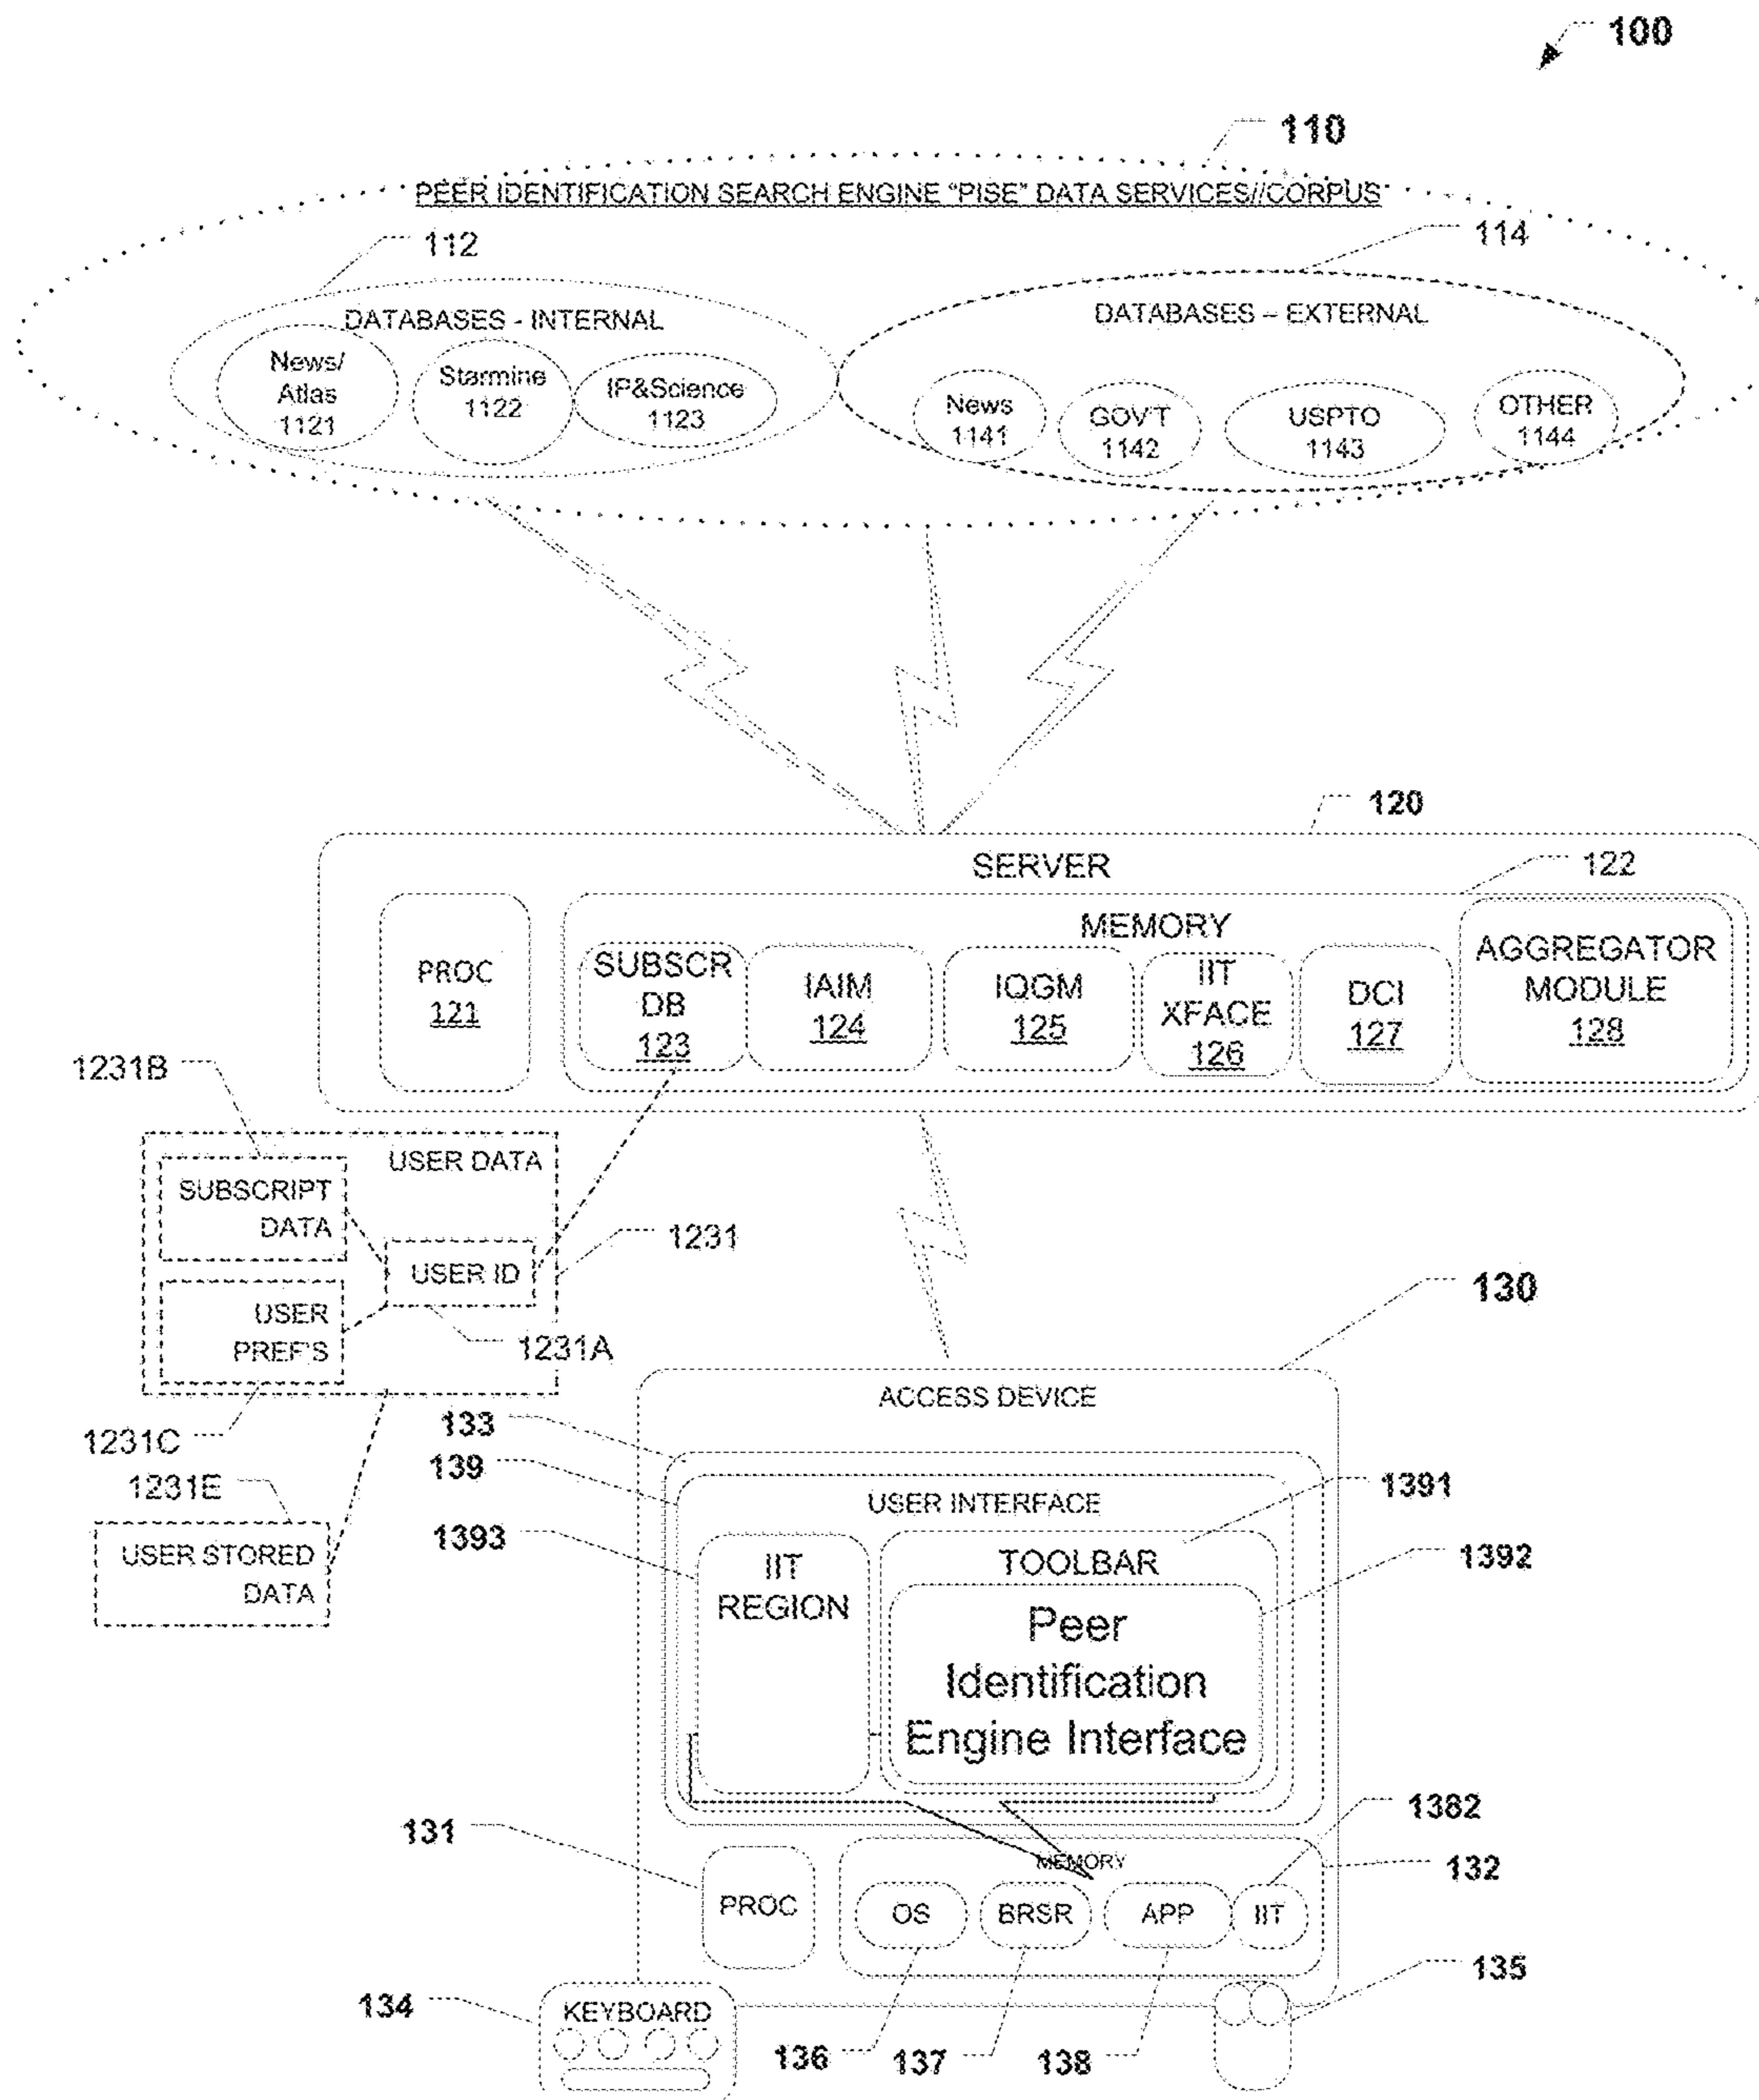 100
110
PEER IDENTIFICATION SEARCH ENGINE "PISE" DATA SERVICES//CORPUS
112
114
DATABASES - INTERNAL
DATABASES – EXTERNAL
News/
Atlas
1121
Starmine
1122
IP&Science
1123
News
1141
GOV'T
1142
USPTO
1143
OTHER
1144
120
SERVER
122
MEMORY
PROC
121
SUBSCR
DB
123
IAIM
124
IQGM
125
IIT
XFACE
126
DCI
127
AGGREGATOR
MODULE
128
1231B
USER DATA
SUBSCRIPT
DATA
1231
USER ID
USER
PREF'S
1231A
130
1231C
1231E
USER STORED
DATA
ACCESS DEVICE
133
139
1391
USER INTERFACE
1393
1392
IIT
REGION
TOOLBAR
Peer
Identification
Engine Interface
1382
131
MEMORY
132
PROC
OS
BRSR
APP
IIT
135
134
KEYBOARD
136
137
138